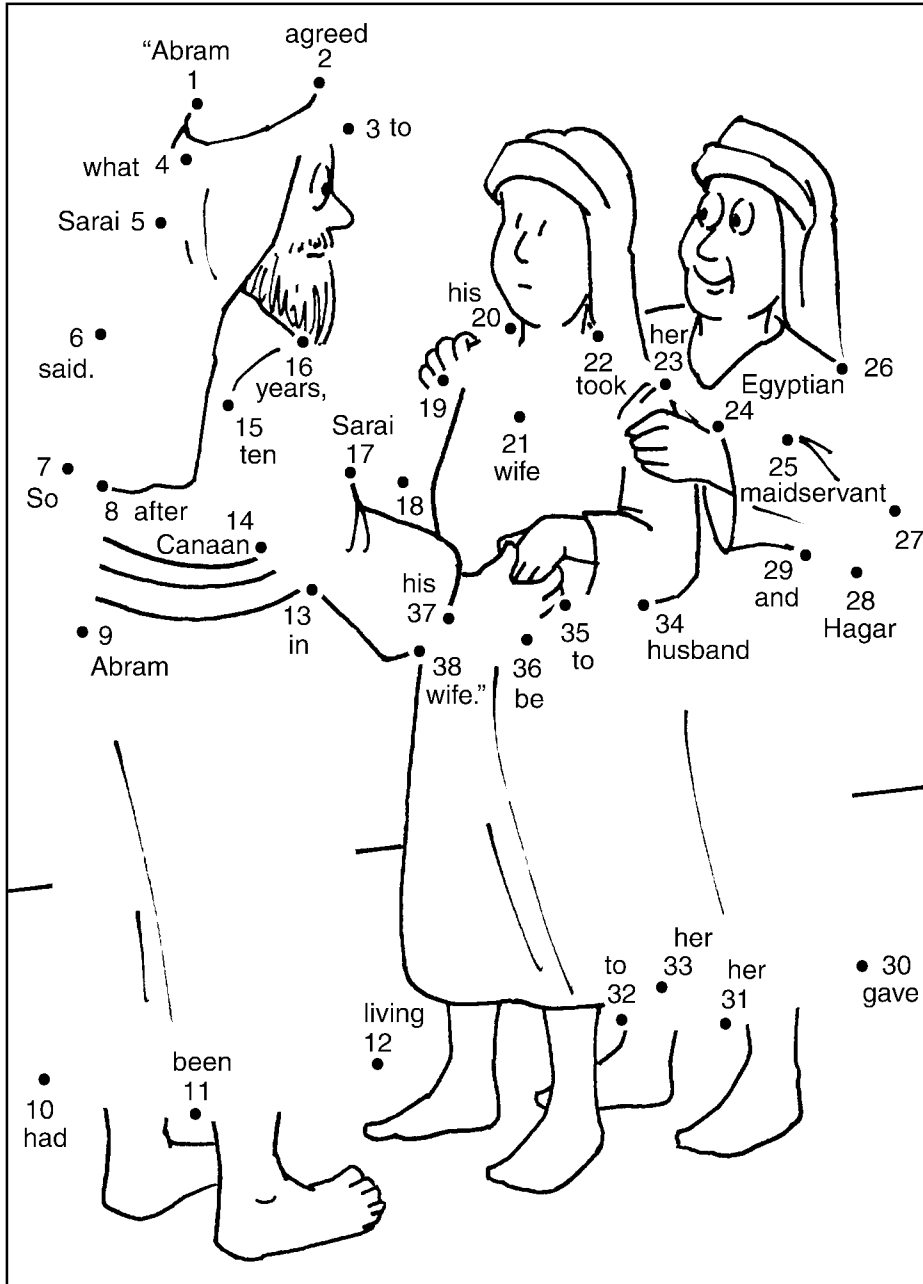 “Abram
1
agreed
2
3 to
what 4
Sarai 5
6
said.
7
So
8 after
9
Abram
10
had
been
11
living
12
13
in
14
Canaan
15
ten
16
years,
Sarai
17
18
19
his
20
21
wife
22
took
her
23
24
Egyptian
25
maidservant
26
27
28
Hagar
29
and
30
gave
her
31
to
32
her
33
34
husband
35
to
36
be
his
37
38
wife.”